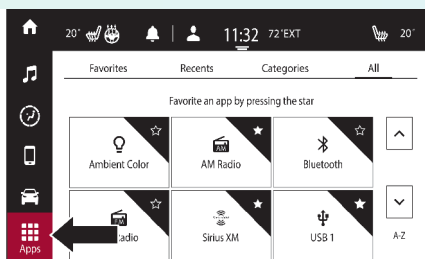 20° 11:32 72°EXT 20°
Favorites Recents Categories All
Favorite an app by pressing the star
Ambient Color AM Radio Bluetooth
Sirius XM USB 1 A-Z
Apps